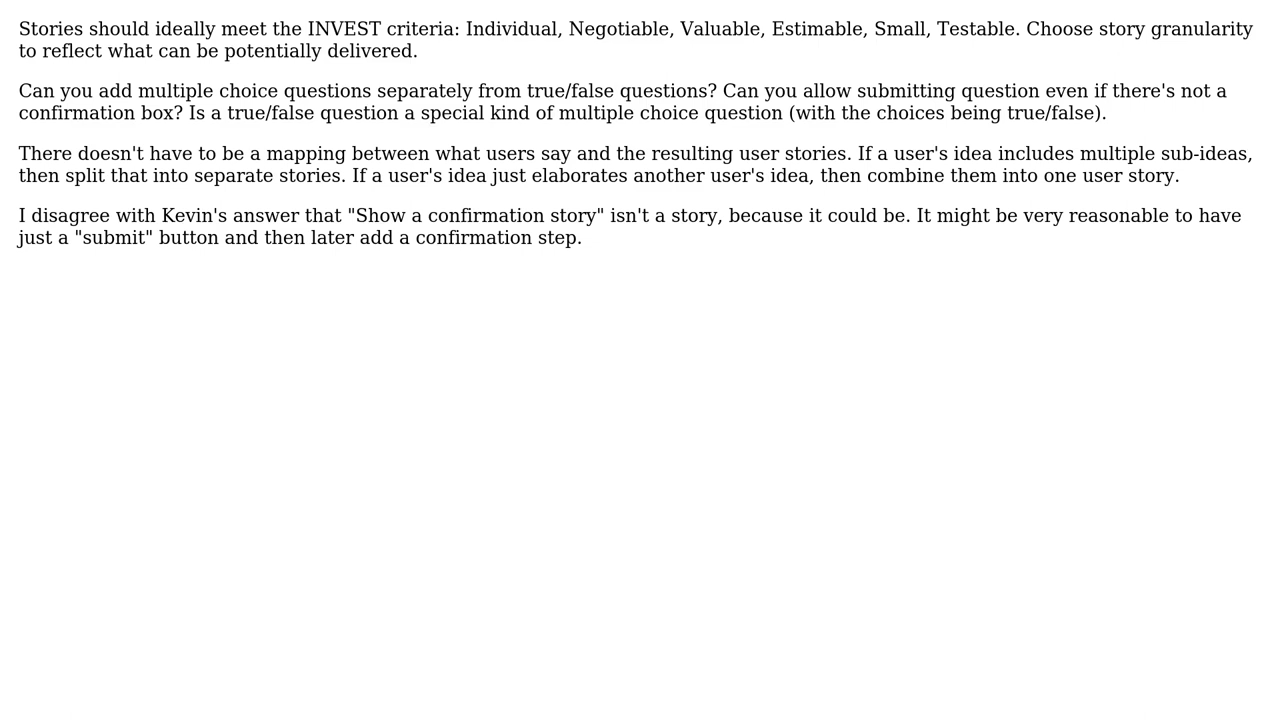 Stories should ideally meet the INVEST criteria: Individual, Negotiable, Valuable, Estimable, Small, Testable. Choose story granularity
to reflect what can be potentially delivered.
Can you add multiple choice questions separately from true/false questions? Can you allow submitting question even if there's not a
confirmation box? Is a true/false question a special kind of multiple choice question (with the choices being true/false).
There doesn't have to be a mapping between what users say and the resulting user stories. If a user's idea includes multiple sub-ideas,
then split that into separate stories. If a user's idea just elaborates another user's idea, then combine them into one user story.
I disagree with Kevin's answer that "Show a confirmation story" isn't a story, because it could be. It might be very reasonable to have
just a "submit" button and then later add a confirmation step.